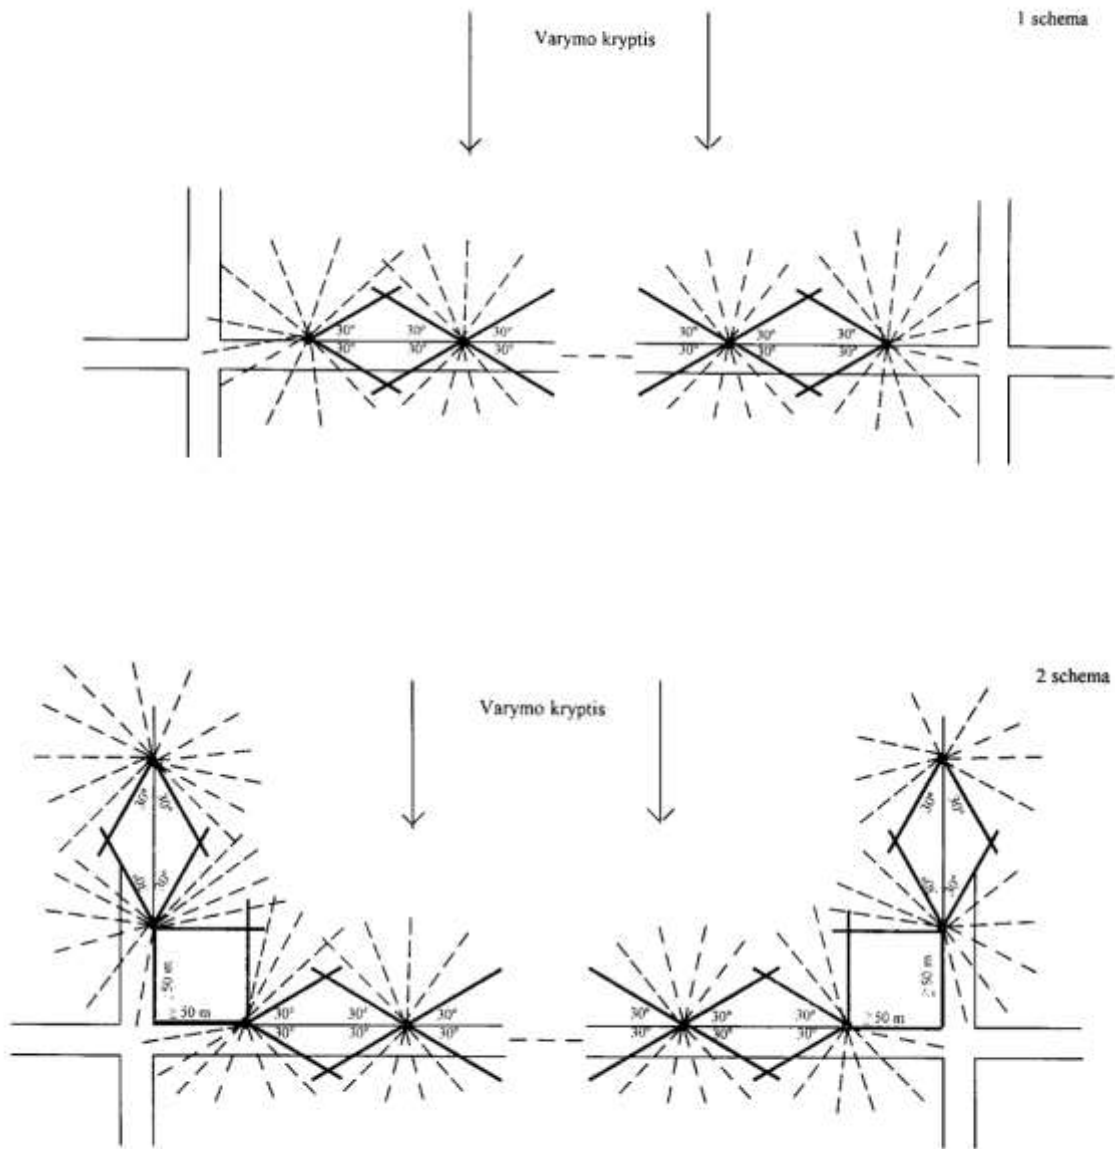 1 schema
Varymo kryptis
30° 30° 30° 30° 30° 30° 30°
30° 30° 30° 30° 30° 30° 30°
2 schema
Varymo kryptis
30° 30° 30° 30°
30° 30° 30° 30°
≥50 m ≥50 m
≥50 m 30° 30° 30° 30° 30° 30° ≥50 m
30° 30° 30° 30° 30° 30°